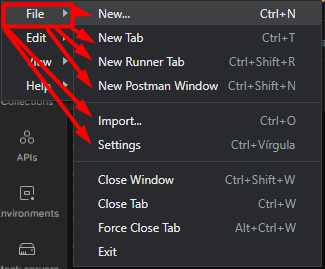 File
New... Ctrl+N
Edit
New Tab Ctrl+T
View
New Runner Tab Ctrl+Shift+R
Help
New Postman Window Ctrl+Shift+N
Collections
Import... Ctrl+O
Settings Ctrl+Vírgula
APIs
Close Window Ctrl+Shift+W
Close Tab Ctrl+W
Environments
Force Close Tab Alt+Ctrl+W
Exit
Mock servers